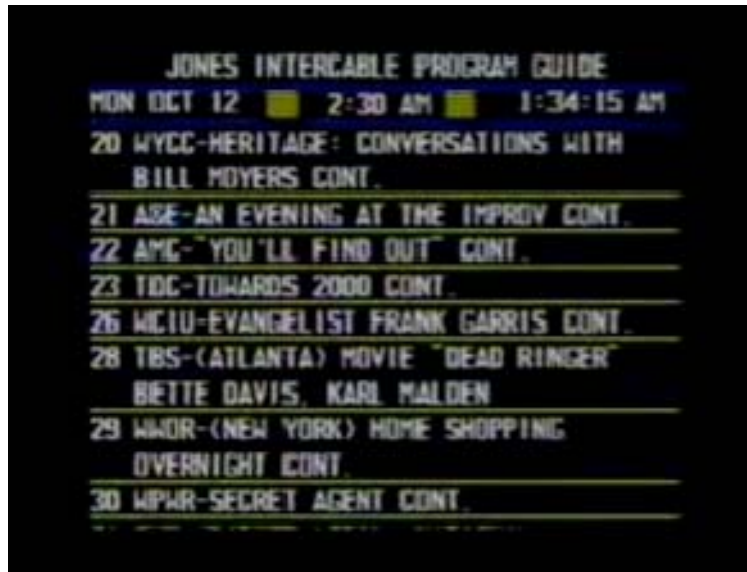 JONES INTERCABLE PROGRAM GUIDE
MON OCT 12 2:30 AM 1:34:15 AM
20 WYCC-HERITAGE: CONVERSATIONS WITH
BILL MOYERS CONT.
21 A&E-AN EVENING AT THE IMPROV CONT.
22 AMC-"YOU'LL FIND OUT" CONT.
23 TDC-TOWARDS 2000 CONT.
26 WCIU-EVANGELIST FRANK GARRIS CONT.
28 TBS-(ATLANTA) MOVIE "DEAD RINGER"
BETTE DAVIS, KARL MALDEN
29 WWOR-(NEW YORK) HOME SHOPPING
OVERNIGHT CONT.
30 WPWR-SECRET AGENT CONT.